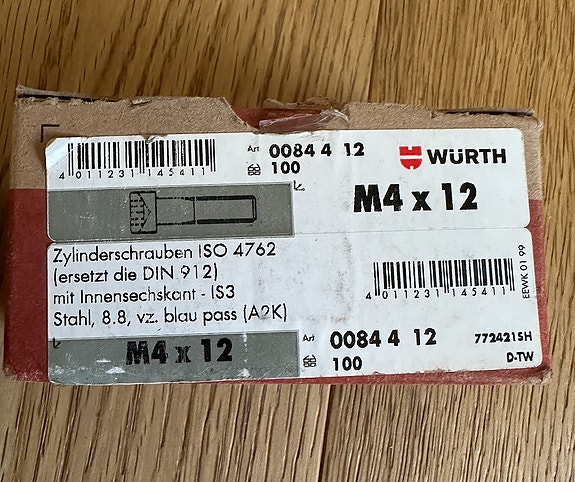 Art 0084 4 12
WÜRTH
4 011231 145411
100
M4 x 12
Zylinderschrauben ISO 4762
(ersetzt die DIN 912)
mit Innensechskant - IS3
Stahl, 8.8, vz. blau pass (A2K)
M4 x 12
4 011231 145411
EEWK 01 99
Art 0084 4 12
100
772421SH
D-TW